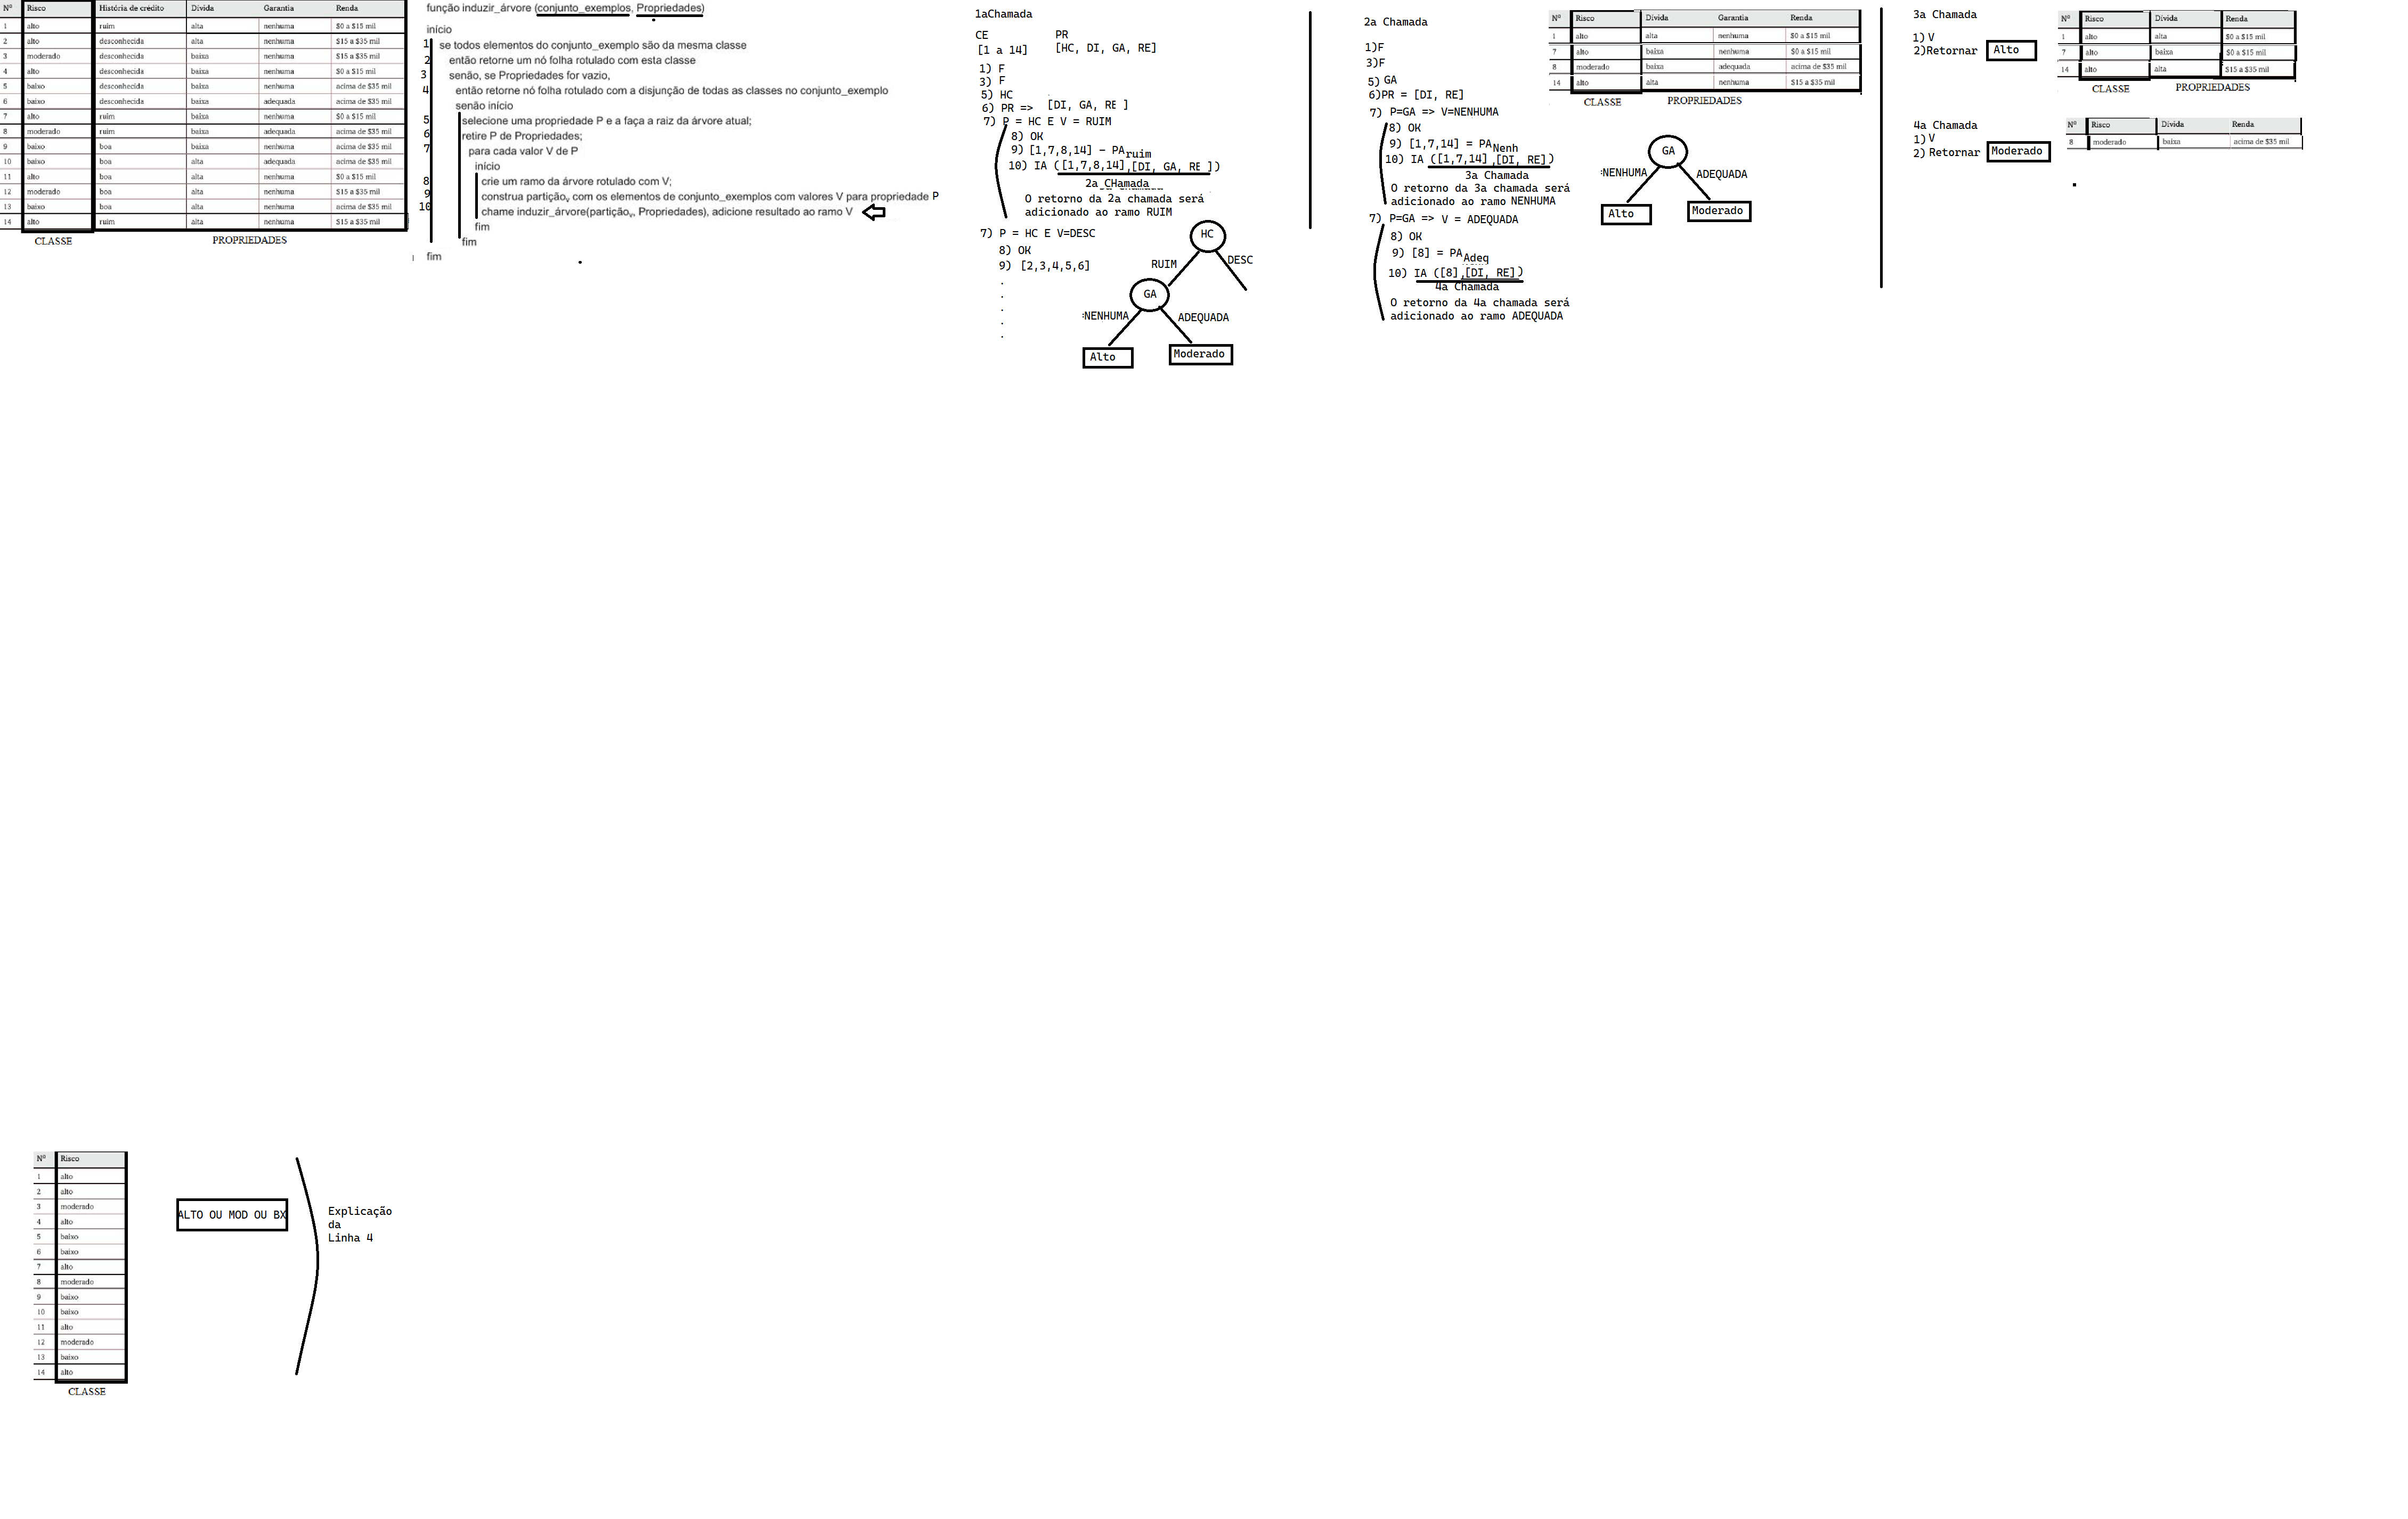 Nº Risco História de crédito Dívida Garantia Renda
1 alto ruim alta nenhuma $0 a $15 mil
2 alto desconhecida alta nenhuma $15 a $35 mil
3 moderado desconhecida baixa nenhuma $15 a $35 mil
4 alto desconhecida baixa nenhuma $0 a $15 mil
5 baixo desconhecida baixa nenhuma acima de $35 mil
6 baixo desconhecida baixa adequada acima de $35 mil
7 alto ruim baixa nenhuma $0 a $15 mil
8 moderado ruim baixa adequada acima de $35 mil
9 baixo boa baixa nenhuma acima de $35 mil
10 baixo boa alta adequada acima de $35 mil
11 alto boa alta nenhuma $0 a $15 mil
12 moderado boa alta nenhuma $15 a $35 mil
13 baixo boa alta nenhuma acima de $35 mil
14 alto ruim alta nenhuma $15 a $35 mil
CLASSE PROPRIEDADES
função induzir_árvore (conjunto_exemplos, Propriedades)
início
1 se todos elementos do conjunto_exemplo são da mesma classe
2 então retorne um nó folha rotulado com esta classe
3 senão, se Propriedades for vazio,
4 então retorne nó folha rotulado com a disjunção de todas as classes no conjunto_exemplo
senão início
5 selecione uma propriedade P e a faça a raiz da árvore atual;
6 retire P de Propriedades;
7 para cada valor V de P
início
8 crie um ramo da árvore rotulado com V;
9 construa partiçãov com os elementos de conjunto_exemplos com valores V para propriedade P
10 chame induzir_árvore(partiçãov, Propriedades), adicione resultado ao ramo V
fim
fim
fim
1aChamada
CE PR
[1 a 14] [HC, DI, GA, RE]
1) F
3) F
5) HC
6) PR => [DI, GA, RE ]
7) P = HC E V = RUIM
8) OK
9) [1,7,8,14] – PAruim
10) IA ([1,7,8,14],[DI, GA, RE ])
2a CHamada
O retorno da 2a chamada será
adicionado ao ramo RUIM
7) P = HC E V=DESC
8) OK
9) [2,3,4,5,6]
.
.
.
.
.
HC
RUIM DESC
GA
NENHUMA ADEQUADA
Alto Moderado
2a Chamada
1)F
3)F
5) GA
6)PR = [DI, RE]
7) P=GA => V=NENHUMA
8) OK
9) [1,7,14] = PANenh
10) IA ([1,7,14],[DI, RE])
3a Chamada
O retorno da 3a chamada será
adicionado ao ramo NENHUMA
7) P=GA => V = ADEQUADA
8) OK
9) [8] = PAAdeq
10) IA ([8],[DI, RE])
4a Chamada
O retorno da 4a chamada será
adicionado ao ramo ADEQUADA
Nº Risco Dívida Garantia Renda
1 alto alta nenhuma $0 a $15 mil
7 alto baixa nenhuma $0 a $15 mil
8 moderado baixa adequada acima de $35 mil
14 alto alta nenhuma $15 a $35 mil
CLASSE PROPRIEDADES
GA
NENHUMA ADEQUADA
Alto Moderado
3a Chamada
1) V
2)Retornar Alto
Nº Risco Dívida Renda
1 alto alta $0 a $15 mil
7 alto baixa $0 a $15 mil
14 alto alta $15 a $35 mil
CLASSE PROPRIEDADES
4a Chamada
1) V
2) Retornar Moderado
Nº Risco Dívida Renda
8 moderado baixa acima de $35 mil
Nº Risco
1 alto
2 alto
3 moderado
4 alto
5 baixo
6 baixo
7 alto
8 moderado
9 baixo
10 baixo
11 alto
12 moderado
13 baixo
14 alto
CLASSE
ALTO OU MOD OU BX
Explicação
da
Linha 4